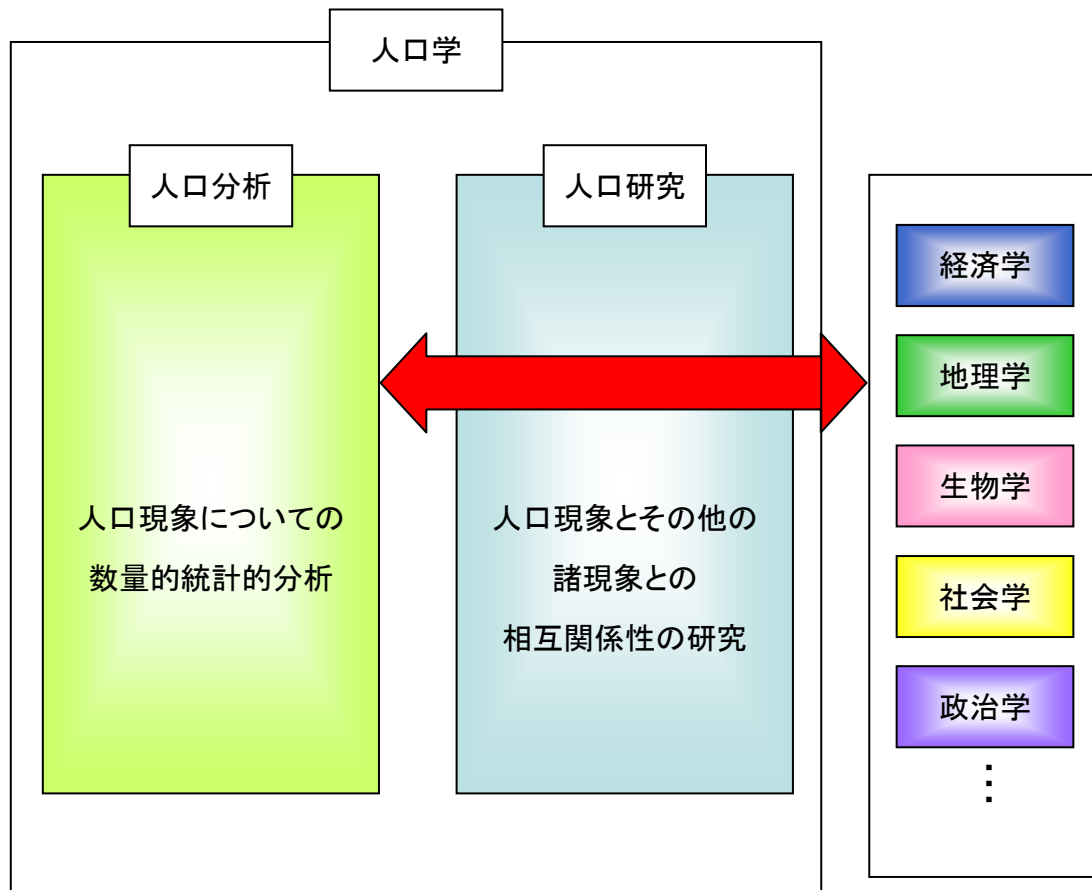 人口学
人口分析
人口現象についての
数量的統計的分析
人口研究
人口現象とその他の
諸現象との
相互関係性の研究
経済学
地理学
生物学
社会学
政治学
⋮